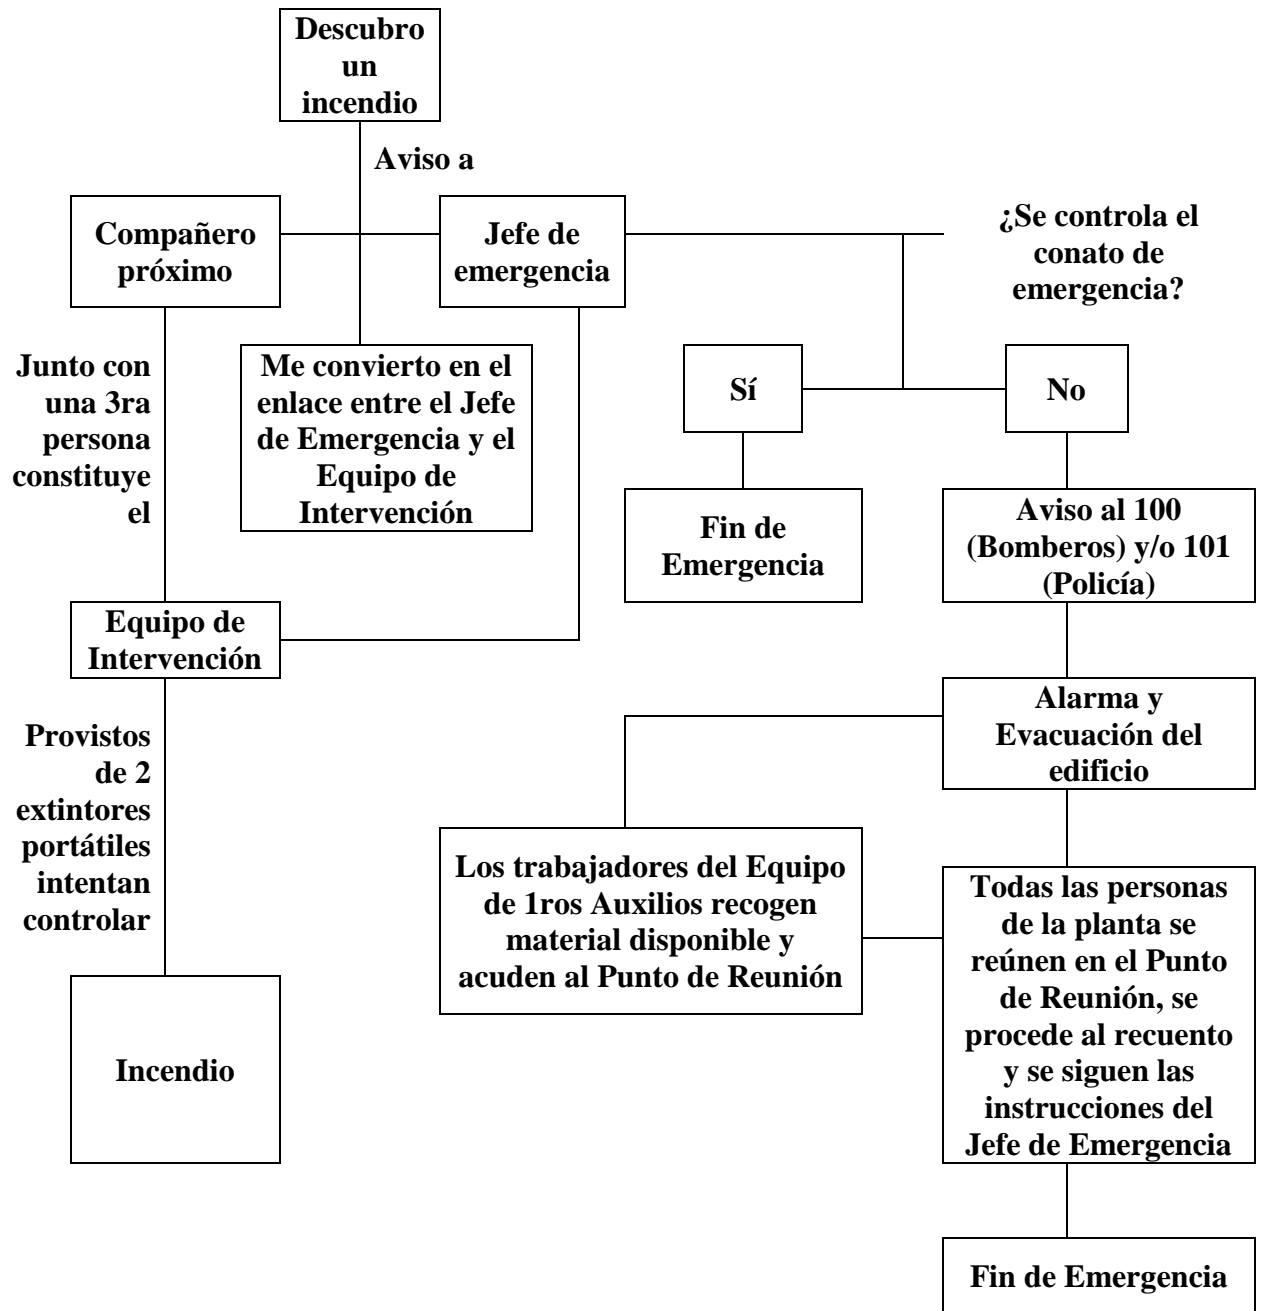 Descubro
un
incendio
Aviso a
Compañero
próximo
Jefe de
emergencia
¿Se controla el
conato de
emergencia?
Junto con
una 3ra
persona
constituye
el
Me convierto en el
enlace entre el Jefe
de Emergencia y el
Equipo de
Intervención
Sí
No
Fin de
Emergencia
Aviso al 100
(Bomberos) y/o 101
(Policía)
Equipo de
Intervención
Alarma y
Evacuación del
edificio
Provistos
de 2
extintores
portátiles
intentan
controlar
Los trabajadores del Equipo
de 1ros Auxilios recogen
material disponible y
acuden al Punto de Reunión
Todas las personas
de la planta se
reúnen en el Punto
de Reunión, se
procede al recuento
y se siguen las
instrucciones del
Jefe de Emergencia
Incendio
Fin de Emergencia